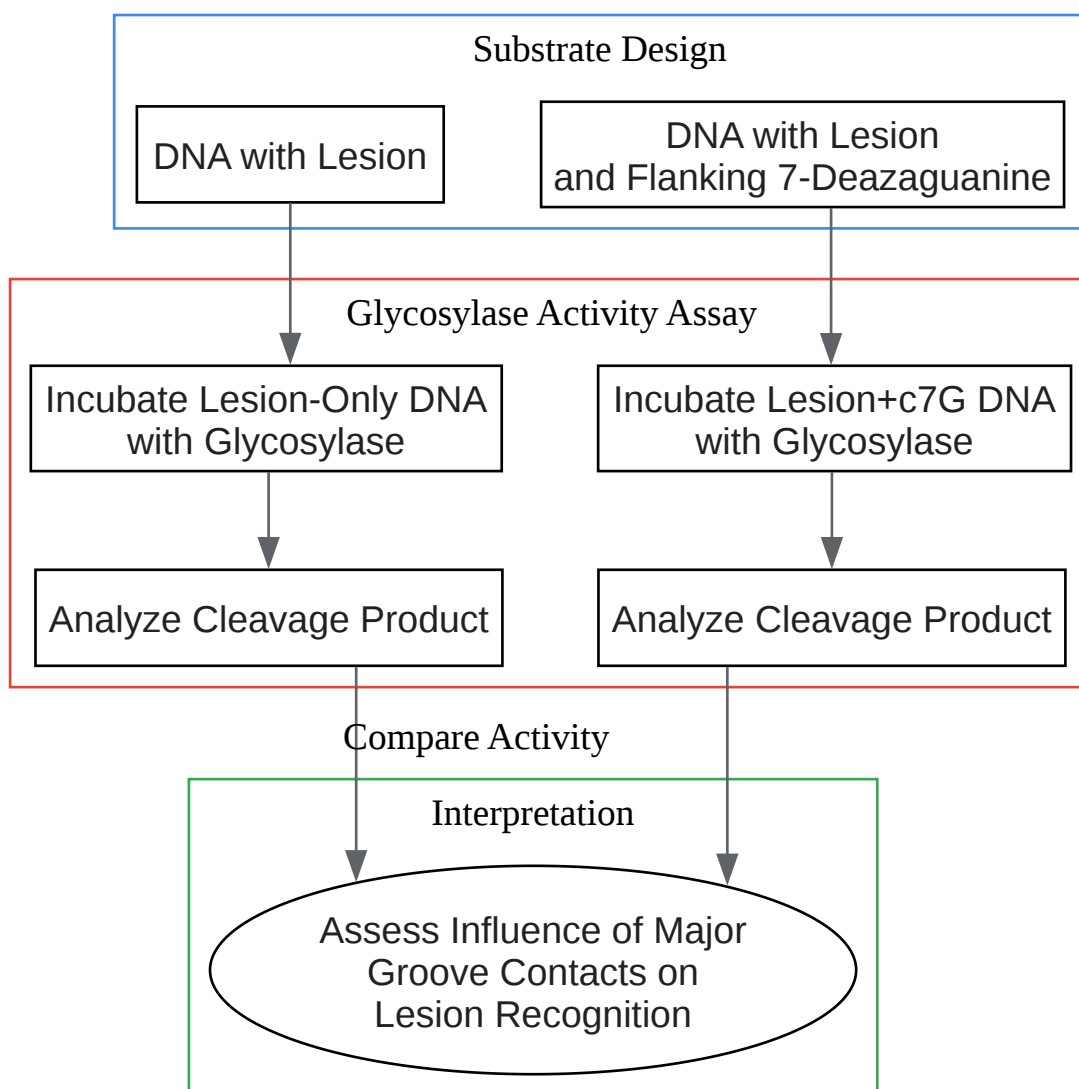 Substrate Design
DNA with Lesion
DNA with Lesion
and Flanking 7-Deazaguanine
Glycosylase Activity Assay
Incubate Lesion-Only DNA
with Glycosylase
Incubate Lesion+c7G DNA
with Glycosylase
Analyze Cleavage Product
Analyze Cleavage Product
Compare Activity
Interpretation
Assess Influence of Major
Groove Contacts on
Lesion Recognition